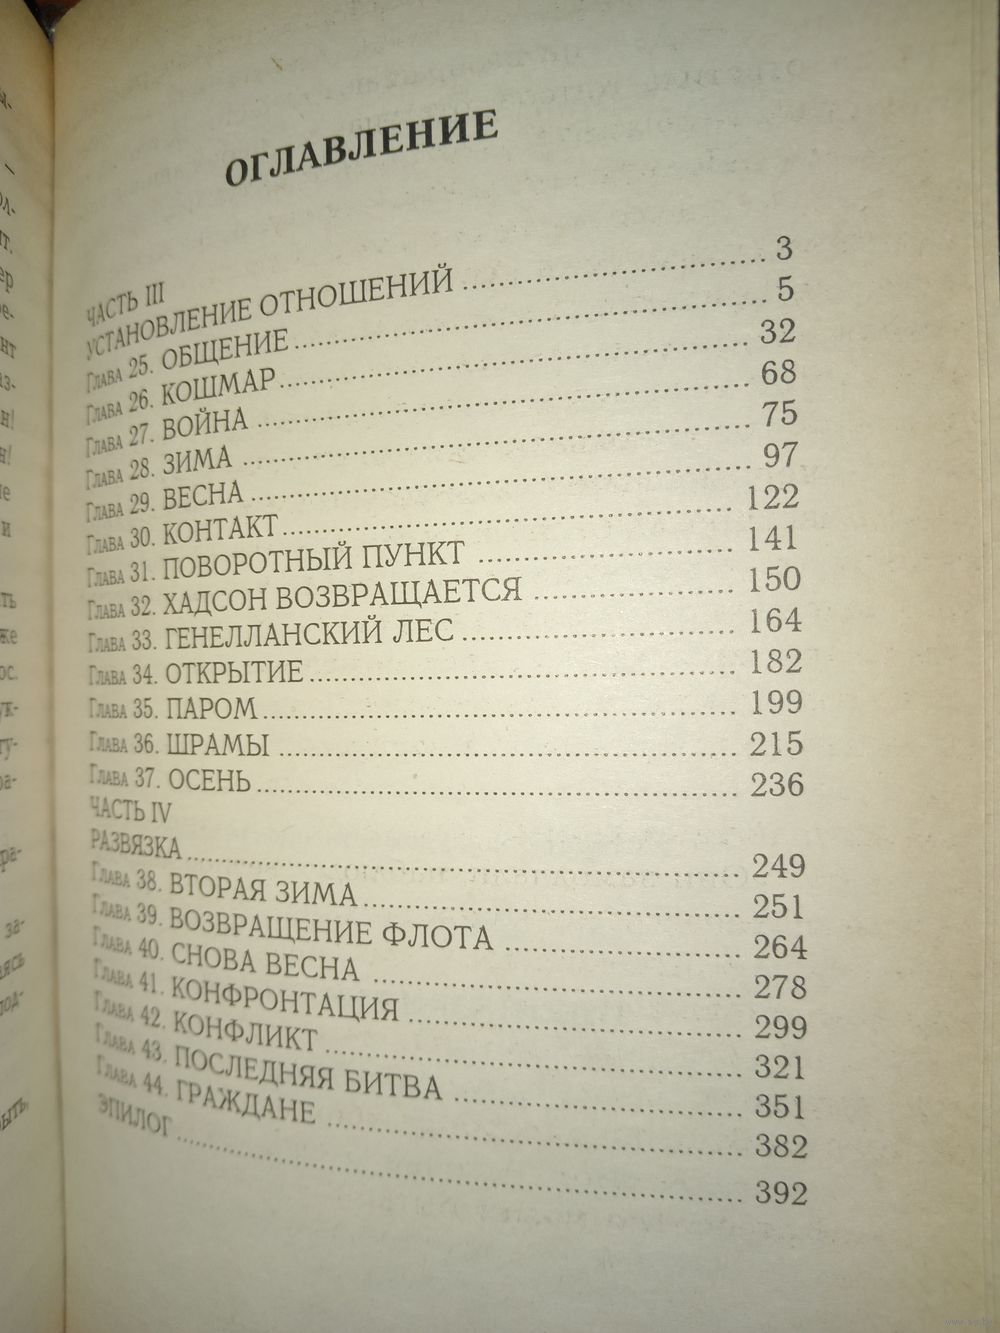 ОГЛАВЛЕНИЕ
ЧАСТЬ III
УСТАНОВЛЕНИЕ ОТНОШЕНИЙ ........ 3
Глава 25. ОБЩЕНИЕ ........ 5
Глава 26. КОШМАР ........ 32
Глава 27. ВОЙНА ........ 68
Глава 28. ЗИМА ........ 75
Глава 29. ВЕСНА ........ 97
Глава 30. КОНТАКТ ........ 122
Глава 31. ПОВОРОТНЫЙ ПУНКТ ........ 141
Глава 32. ХАДСОН ВОЗВРАЩАЕТСЯ ........ 150
Глава 33. ГЕНЕЛЛАНСКИЙ ЛЕС ........ 164
Глава 34. ОТКРЫТИЕ ........ 182
Глава 35. ПАРОМ ........ 199
Глава 36. ШРАМЫ ........ 215
Глава 37. ОСЕНЬ ........ 236
ЧАСТЬ IV
РАЗВЯЗКА ........ 249
Глава 38. ВТОРАЯ ЗИМА ........ 251
Глава 39. ВОЗВРАЩЕНИЕ ФЛОТА ........ 264
Глава 40. СНОВА ВЕСНА ........ 278
Глава 41. КОНФРОНТАЦИЯ ........ 299
Глава 42. КОНФЛИКТ ........ 321
Глава 43. ПОСЛЕДНЯЯ БИТВА ........ 351
Глава 44. ГРАЖДАНЕ ........ 382
ЭПИЛОГ ........ 392